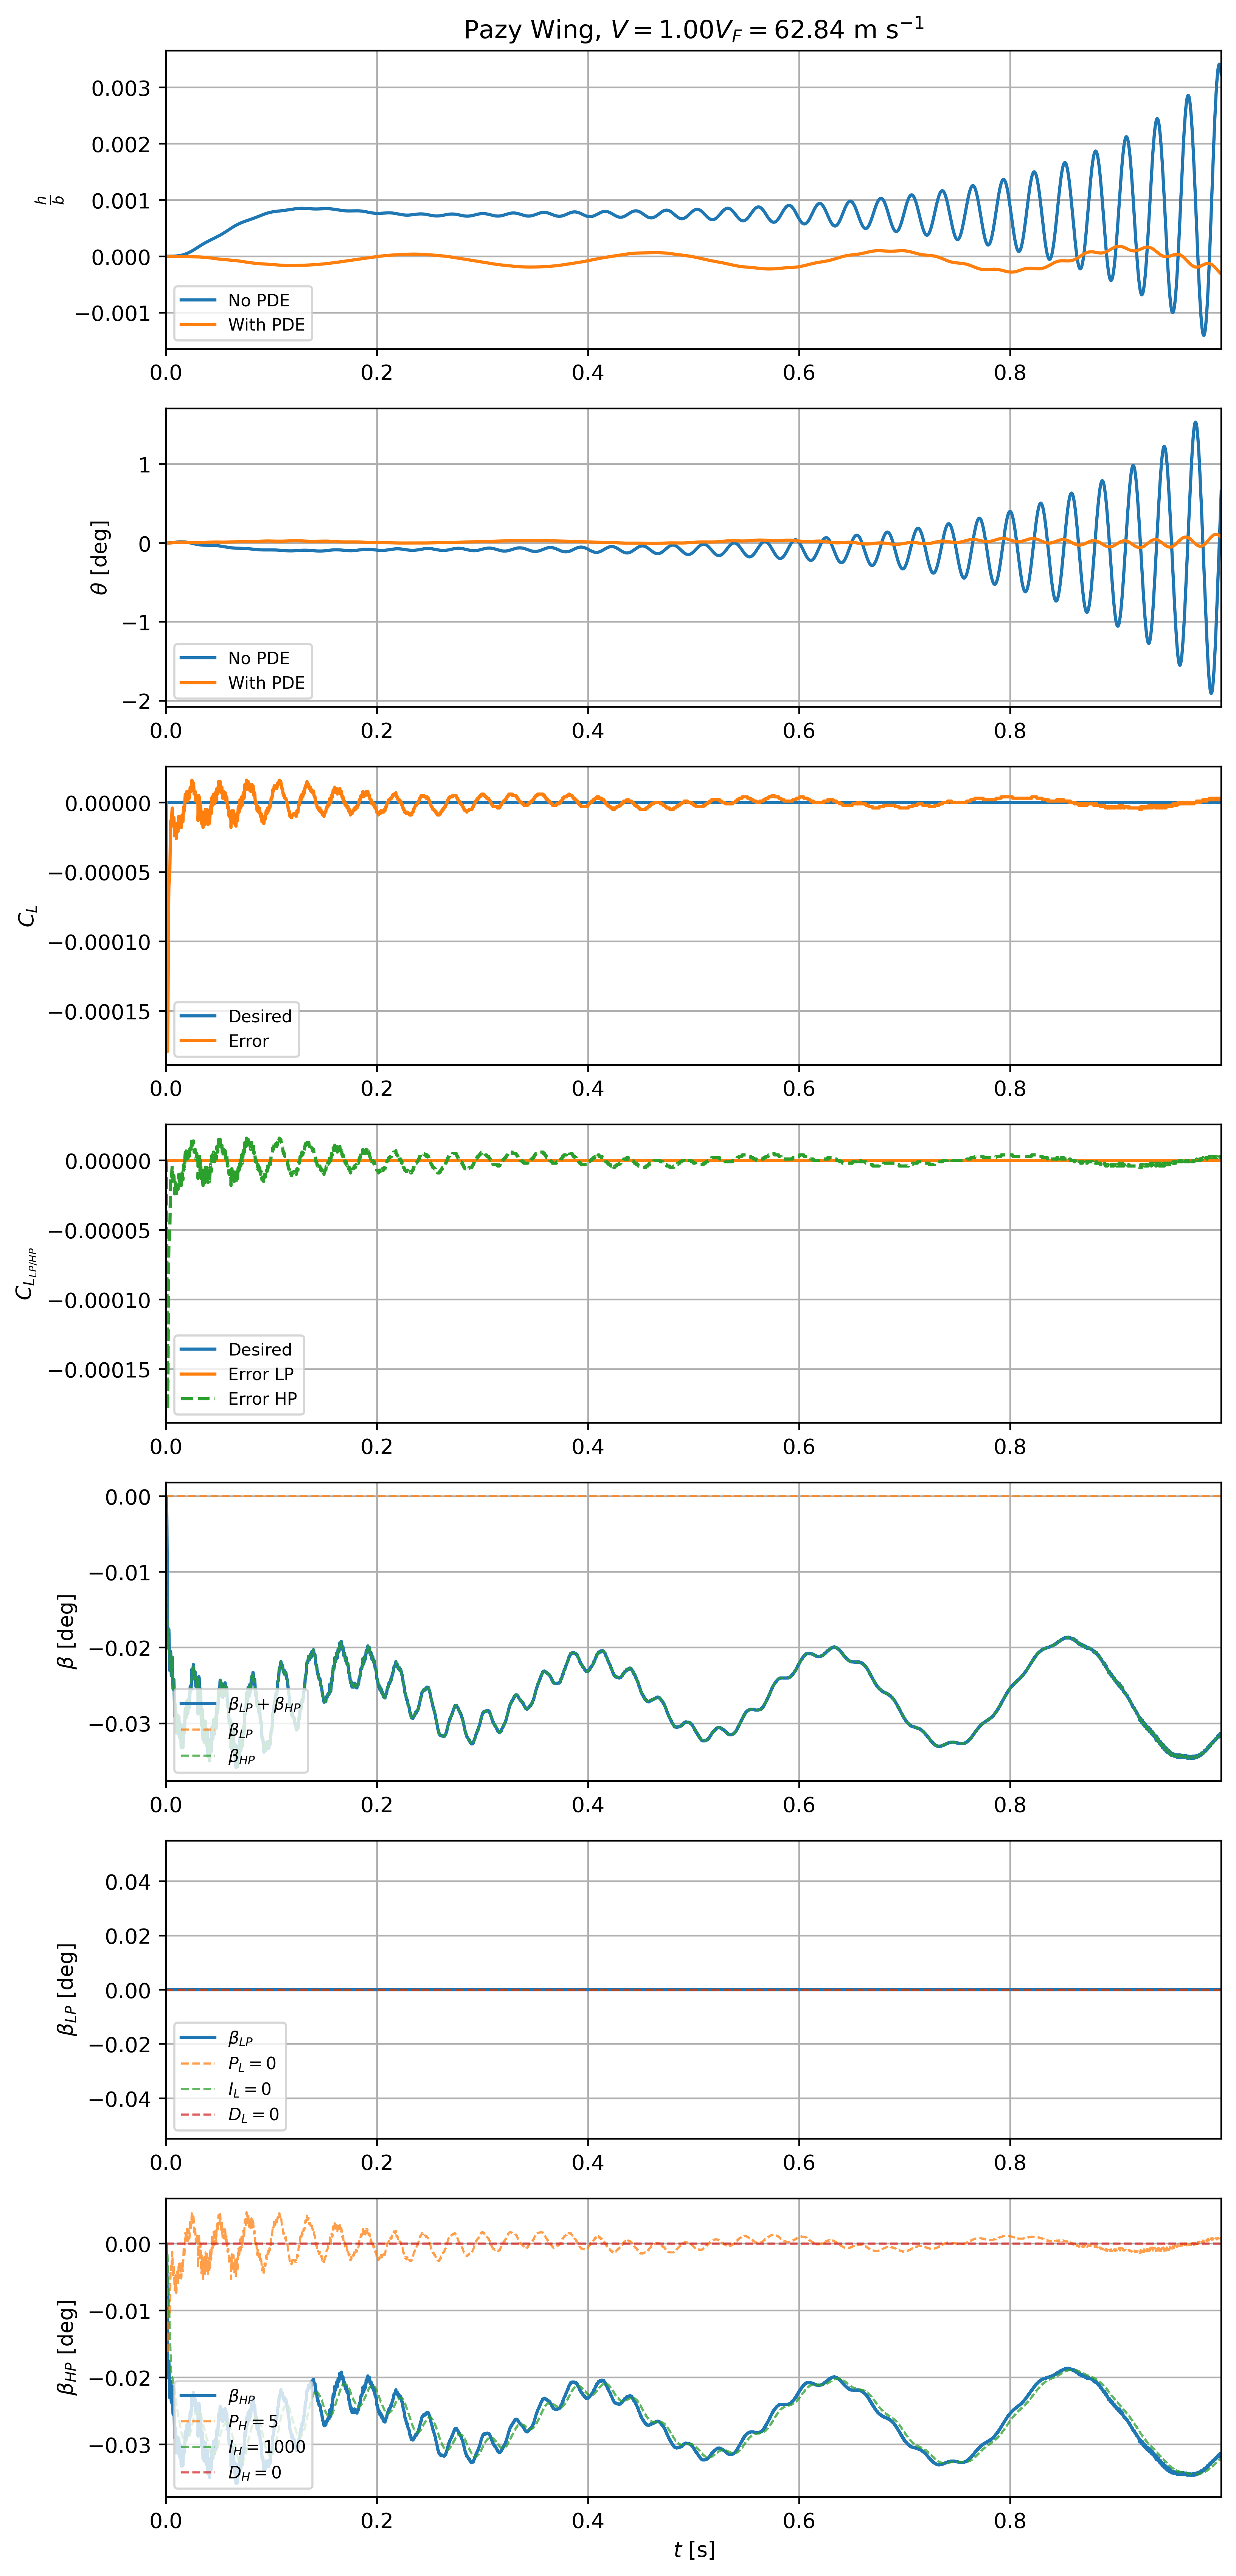 Pazy Wing, V = 1.00V_F = 62.84 m s⁻¹
h/b
0.003
0.002
0.001
0.000
−0.001
No PDE
With PDE
0.0 0.2 0.4 0.6 0.8
θ [deg]
1
0
−1
−2
No PDE
With PDE
0.0 0.2 0.4 0.6 0.8
C_L
0.00000
−0.00005
−0.00010
−0.00015
Desired
Error
0.0 0.2 0.4 0.6 0.8
C_{L_{LP/HP}}
0.00000
−0.00005
−0.00010
−0.00015
Desired
Error LP
Error HP
0.0 0.2 0.4 0.6 0.8
β [deg]
0.00
−0.01
−0.02
−0.03
β_LP + β_HP
β_LP
β_HP
0.0 0.2 0.4 0.6 0.8
β_LP [deg]
0.04
0.02
0.00
−0.02
−0.04
β_LP
P_L = 0
I_L = 0
D_L = 0
0.0 0.2 0.4 0.6 0.8
β_HP [deg]
0.00
−0.01
−0.02
−0.03
β_HP
P_H = 5
I_H = 1000
D_H = 0
0.0 0.2 0.4 0.6 0.8
t [s]